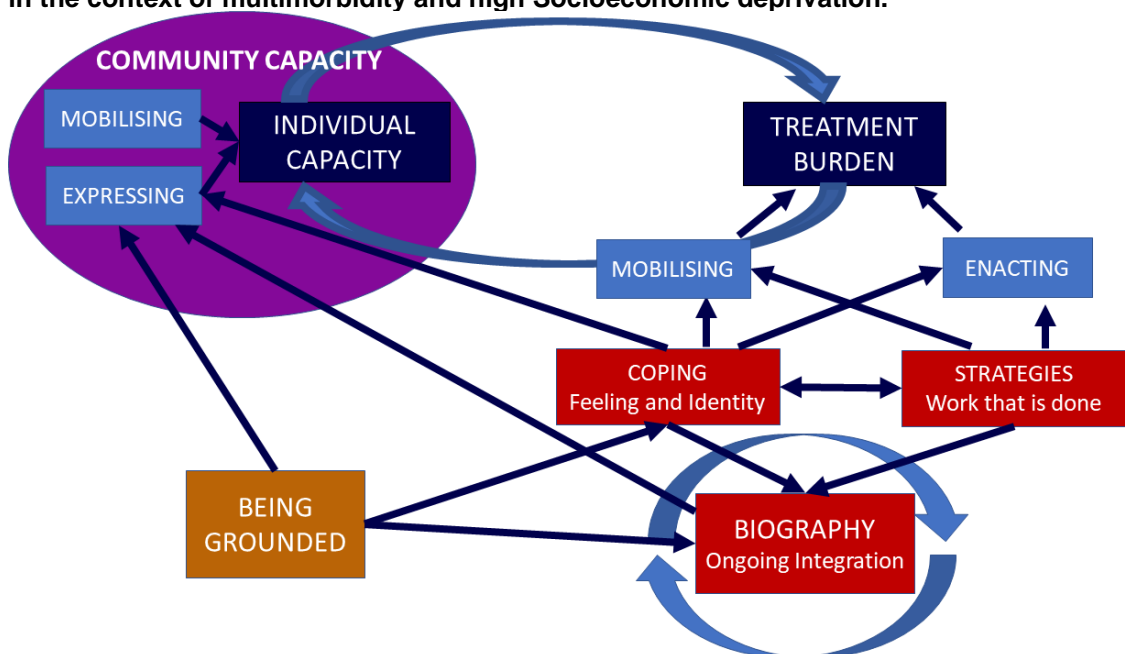 in the context of multimorbidity and high Socioeconomic deprivation.
COMMUNITY CAPACITY
MOBILISING
EXPRESSING
INDIVIDUAL
CAPACITY
TREATMENT
BURDEN
MOBILISING
ENACTING
COPING
Feeling and Identity
STRATEGIES
Work that is done
BEING
GROUNDED
BIOGRAPHY
Ongoing Integration